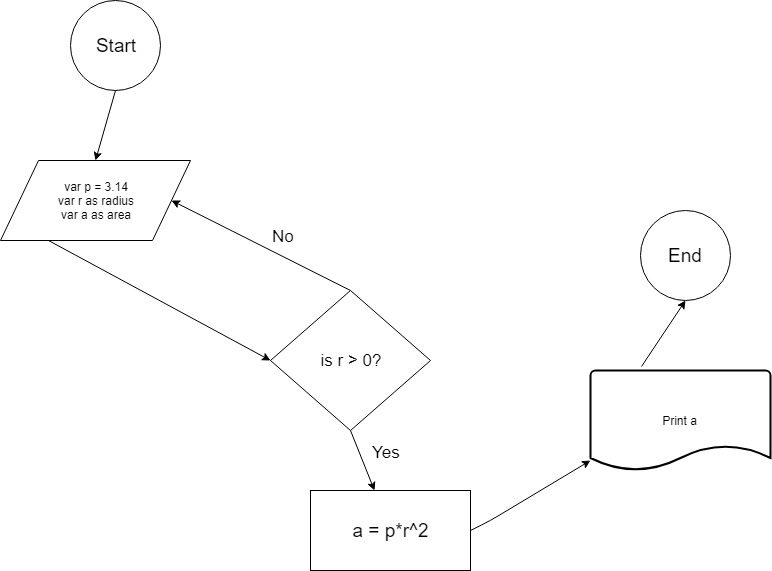 Start
var p = 3.14
var r as radius
var a as area
No
is r > 0?
Yes
a = p*r^2
Print a
End